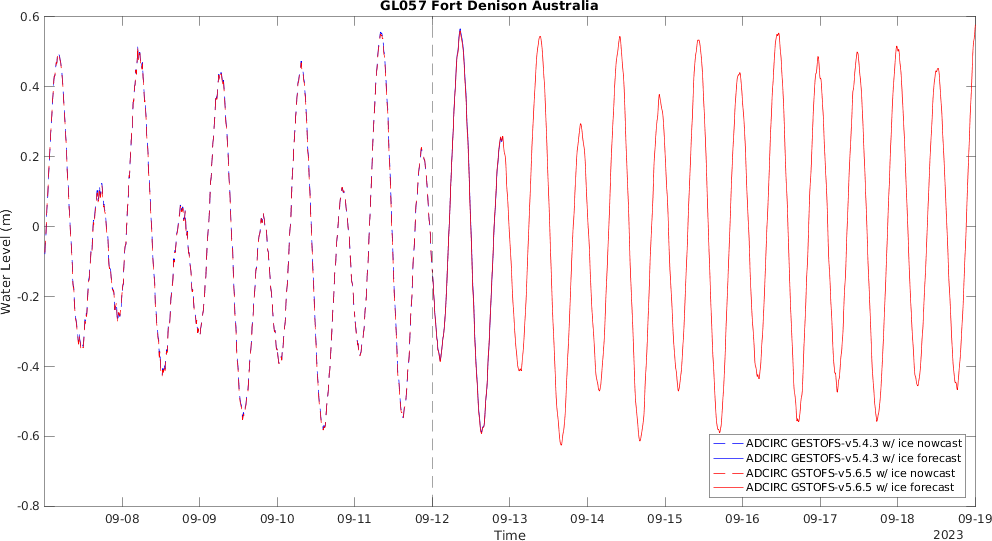 GL057 Fort Denison Australia
0.6
0.4
0.2
0
-0.2
-0.4
-0.6
-0.8
Water Level (m)
ADCIRC GESTOFS-v5.4.3 w/ ice nowcast
ADCIRC GESTOFS-v5.4.3 w/ ice forecast
ADCIRC GSTOFS-v5.6.5 w/ ice nowcast
ADCIRC GSTOFS-v5.6.5 w/ ice forecast
09-08 09-09 09-10 09-11 09-12 09-13 09-14 09-15 09-16 09-17 09-18 09-19
Time
2023